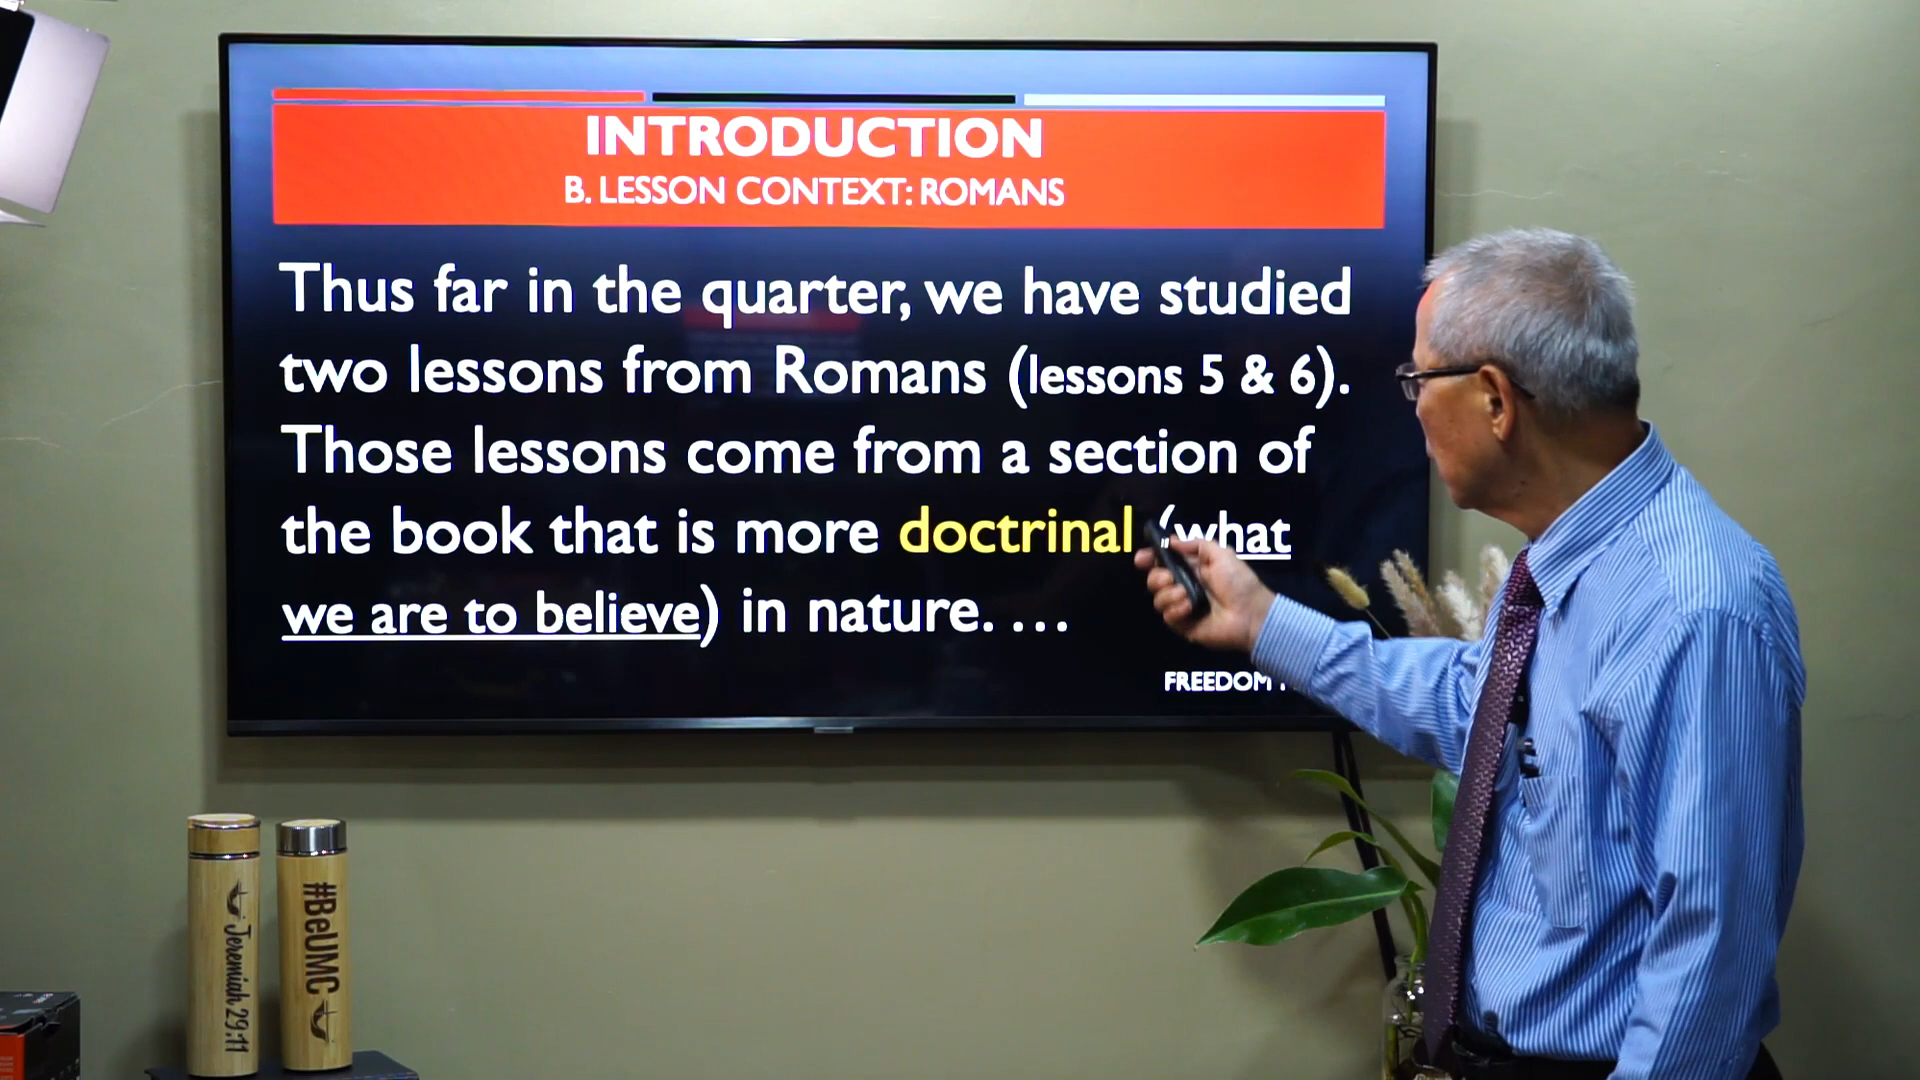 INTRODUCTION
B. LESSON CONTEXT: ROMANS
Thus far in the quarter, we have studied
two lessons from Romans (lessons 5 & 6).
Those lessons come from a section of
the book that is more doctrinal (what
we are to believe) in nature. …
FREEDOM
Jeremiah 29:11
#BeUMC